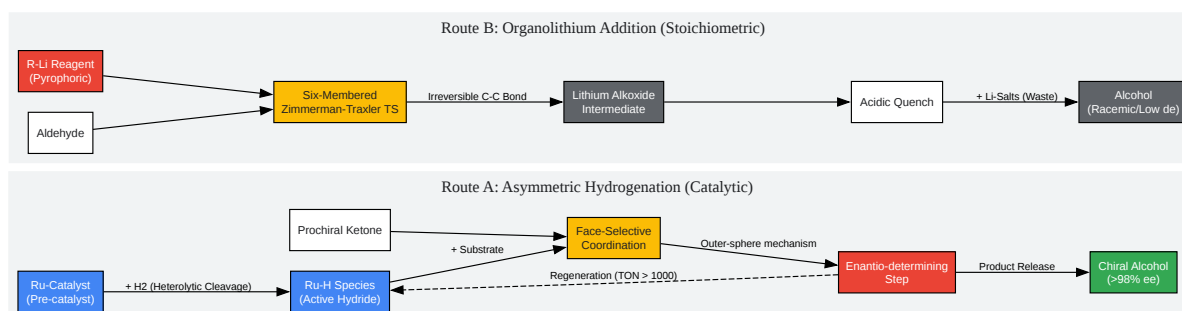 Route B: Organolithium Addition (Stoichiometric)
R-Li Reagent
(Pyrophoric)
Aldehyde
Six-Membered
Zimmerman-Traxler TS
Irreversible C-C Bond
Lithium Alkoxide
Intermediate
Acidic Quench
+ Li-Salts (Waste)
Alcohol
(Racemic/Low de)
Route A: Asymmetric Hydrogenation (Catalytic)
Prochiral Ketone
+ Substrate
Face-Selective
Coordination
Outer-sphere mechanism
Ru-Catalyst
(Pre-catalyst)
+ H2 (Heterolytic Cleavage)
Ru-H Species
(Active Hydride)
Regeneration (TON > 1000)
Enantio-determining
Step
Product Release
Chiral Alcohol
(>98% ee)